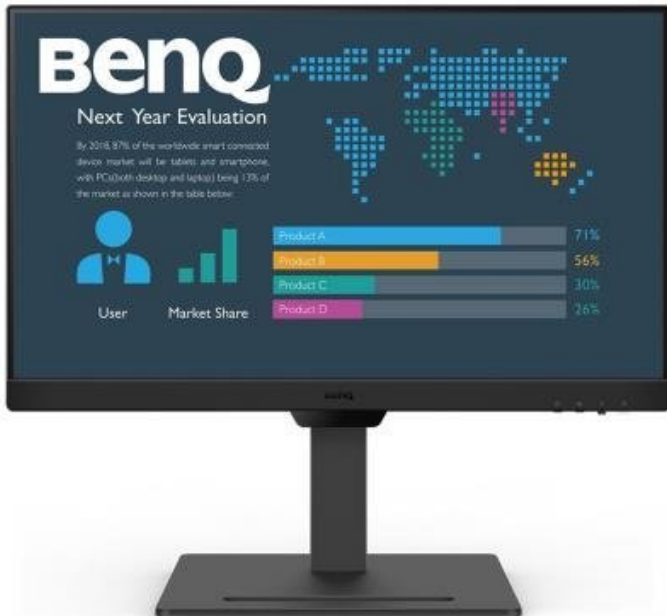 BenQ
Next Year Evaluation
By 2018, 87% of the worldwide smart connected
device market will be tablets and smartphone,
with PCs(both desktop and laptop) being 13% of
the market as shown in the table below:
User
Market Share
Product A 71%
Product B 56%
Product C 30%
Product D 26%
BenQ